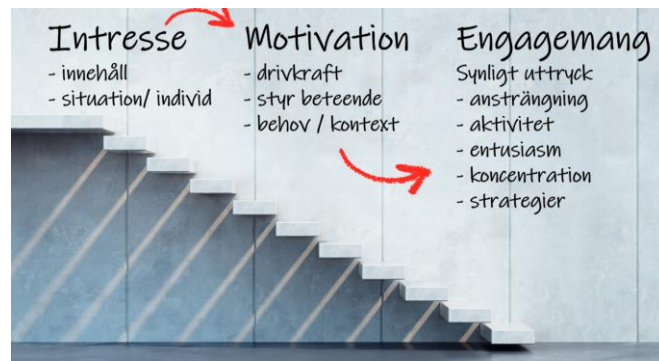 Intresse
- innehåll
- situation/ individ
Motivation
- drivkraft
- styr beteende
- behov / kontext
Engagemang
Synligt uttryck
- ansträngning
- aktivitet
- entusiasm
- koncentration
- strategier